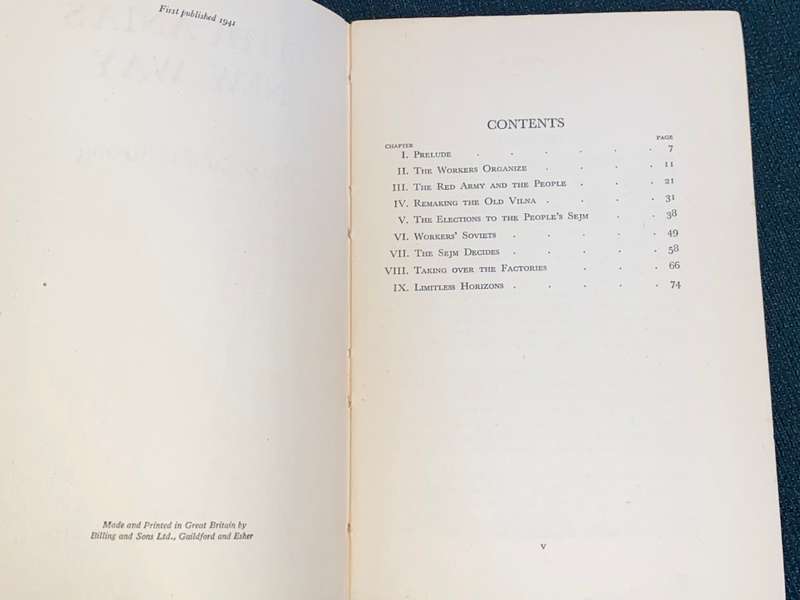 First published 1941
Made and Printed in Great Britain by
Billing and Sons Ltd., Guildford and Esher
CONTENTS
CHAPTER PAGE
I. PRELUDE . . . . . . 7
II. THE WORKERS ORGANIZE . . . . 11
III. THE RED ARMY AND THE PEOPLE . . . 21
IV. REMAKING THE OLD VILNA . . . . 31
V. THE ELECTIONS TO THE PEOPLE'S SEJM . . 38
VI. WORKERS' SOVIETS . . . . . 49
VII. THE SEJM DECIDES . . . . . 58
VIII. TAKING OVER THE FACTORIES . . . 66
IX. LIMITLESS HORIZONS . . . . . 74
V